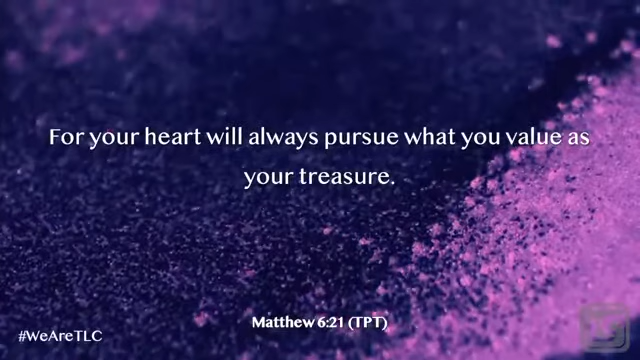 For your heart will always pursue what you value as
your treasure.
Matthew 6:21 (TPT)
#WeAreTLC